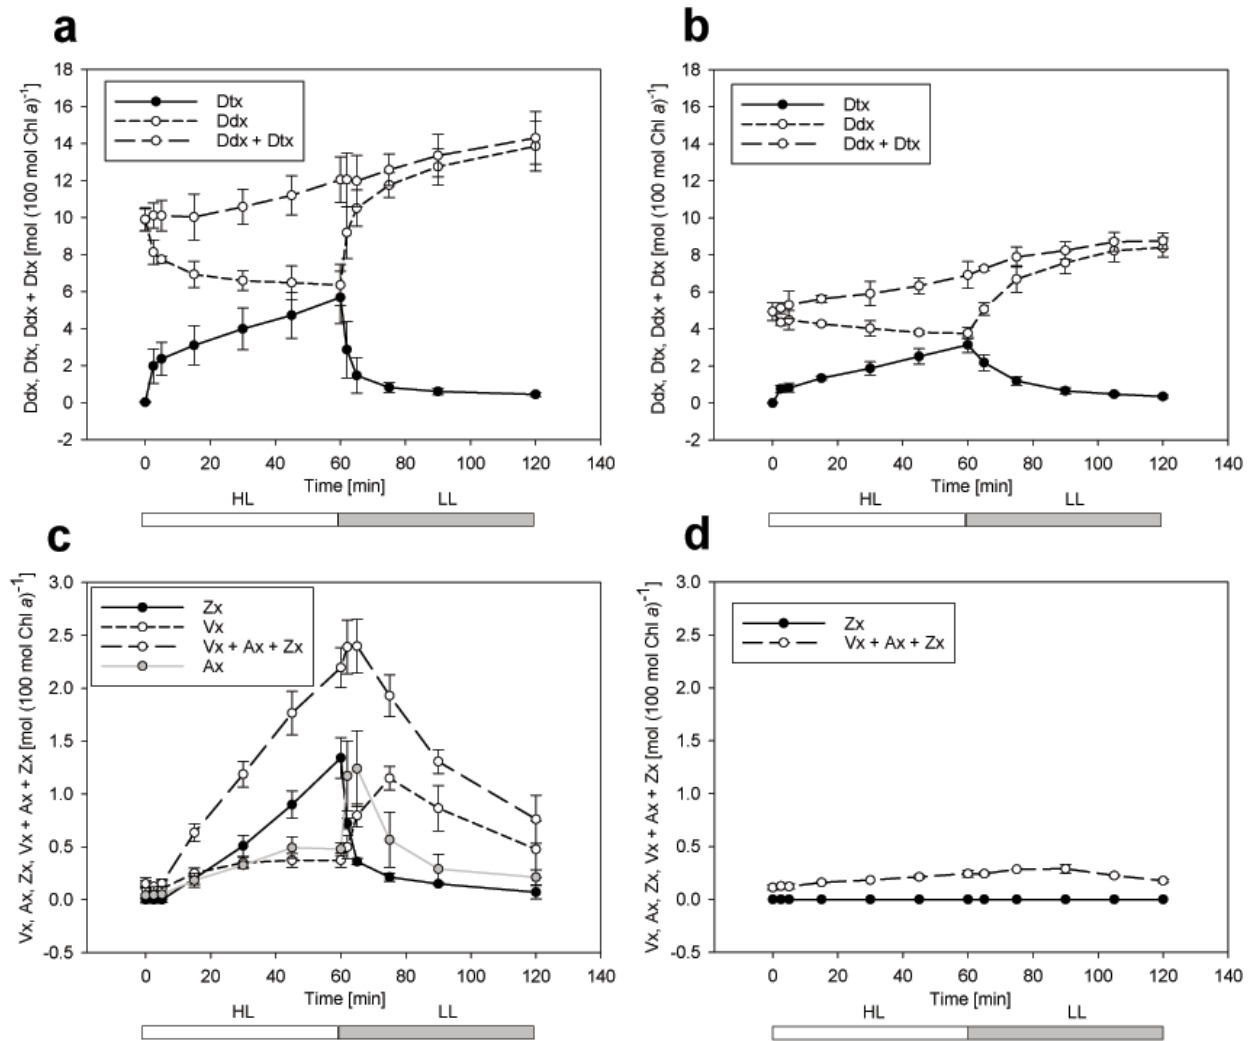 a
Ddx, Dtx, Ddx + Dtx [mol (100 mol Chl a)⁻¹]
18
16
14
12
10
8
6
4
2
0
-2
Dtx
Ddx
Ddx + Dtx
0 20 40 60 80 100 120 140
Time [min]
HL LL
b
Ddx, Dtx, Ddx + Dtx [mol (100 mol Chl a)⁻¹]
18
16
14
12
10
8
6
4
2
0
-2
Dtx
Ddx
Ddx + Dtx
0 20 40 60 80 100 120 140
Time [min]
HL LL
c
Vx, Ax, Zx, Vx + Ax + Zx [mol (100 mol Chl a)⁻¹]
3.0
2.5
2.0
1.5
1.0
0.5
0.0
-0.5
Zx
Vx
Vx + Ax + Zx
Ax
0 20 40 60 80 100 120 140
Time [min]
HL LL
d
Vx, Ax, Zx, Vx + Ax + Zx [mol (100 mol Chl a)⁻¹]
3.0
2.5
2.0
1.5
1.0
0.5
0.0
-0.5
Zx
Vx + Ax + Zx
0 20 40 60 80 100 120 140
Time [min]
HL LL